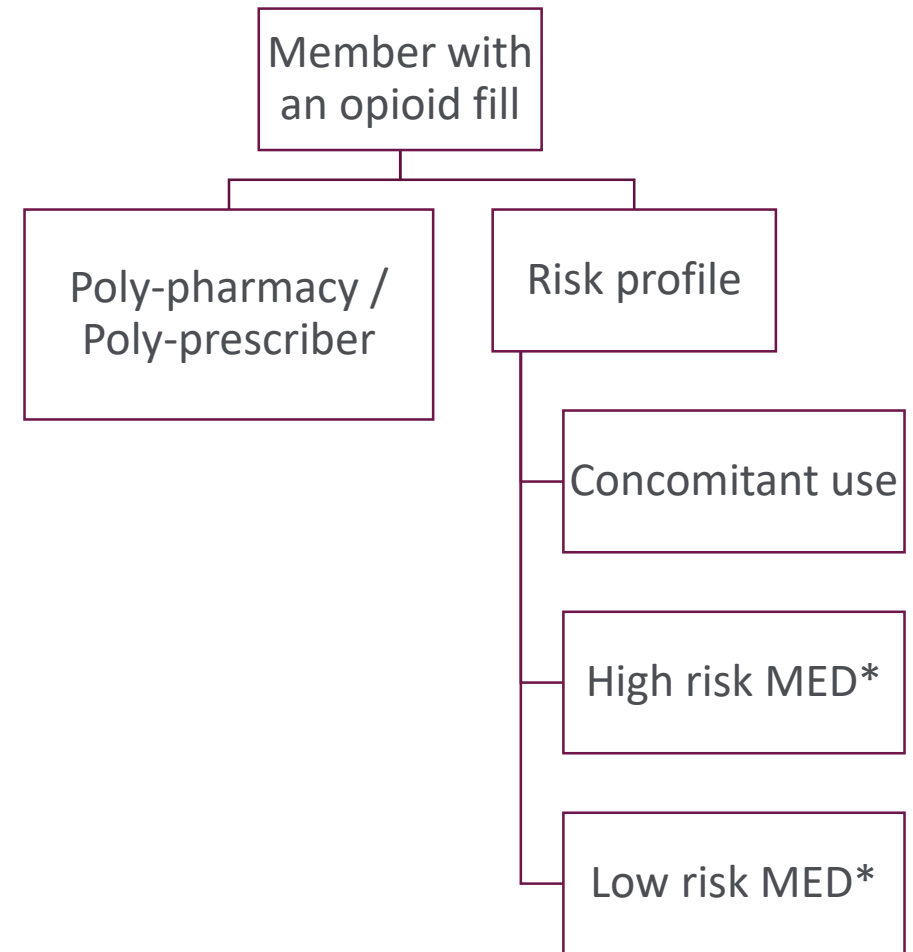 Member with
an opioid fill
Poly-pharmacy /
Poly-prescriber
Risk profile
Concomitant use
High risk MED*
Low risk MED*